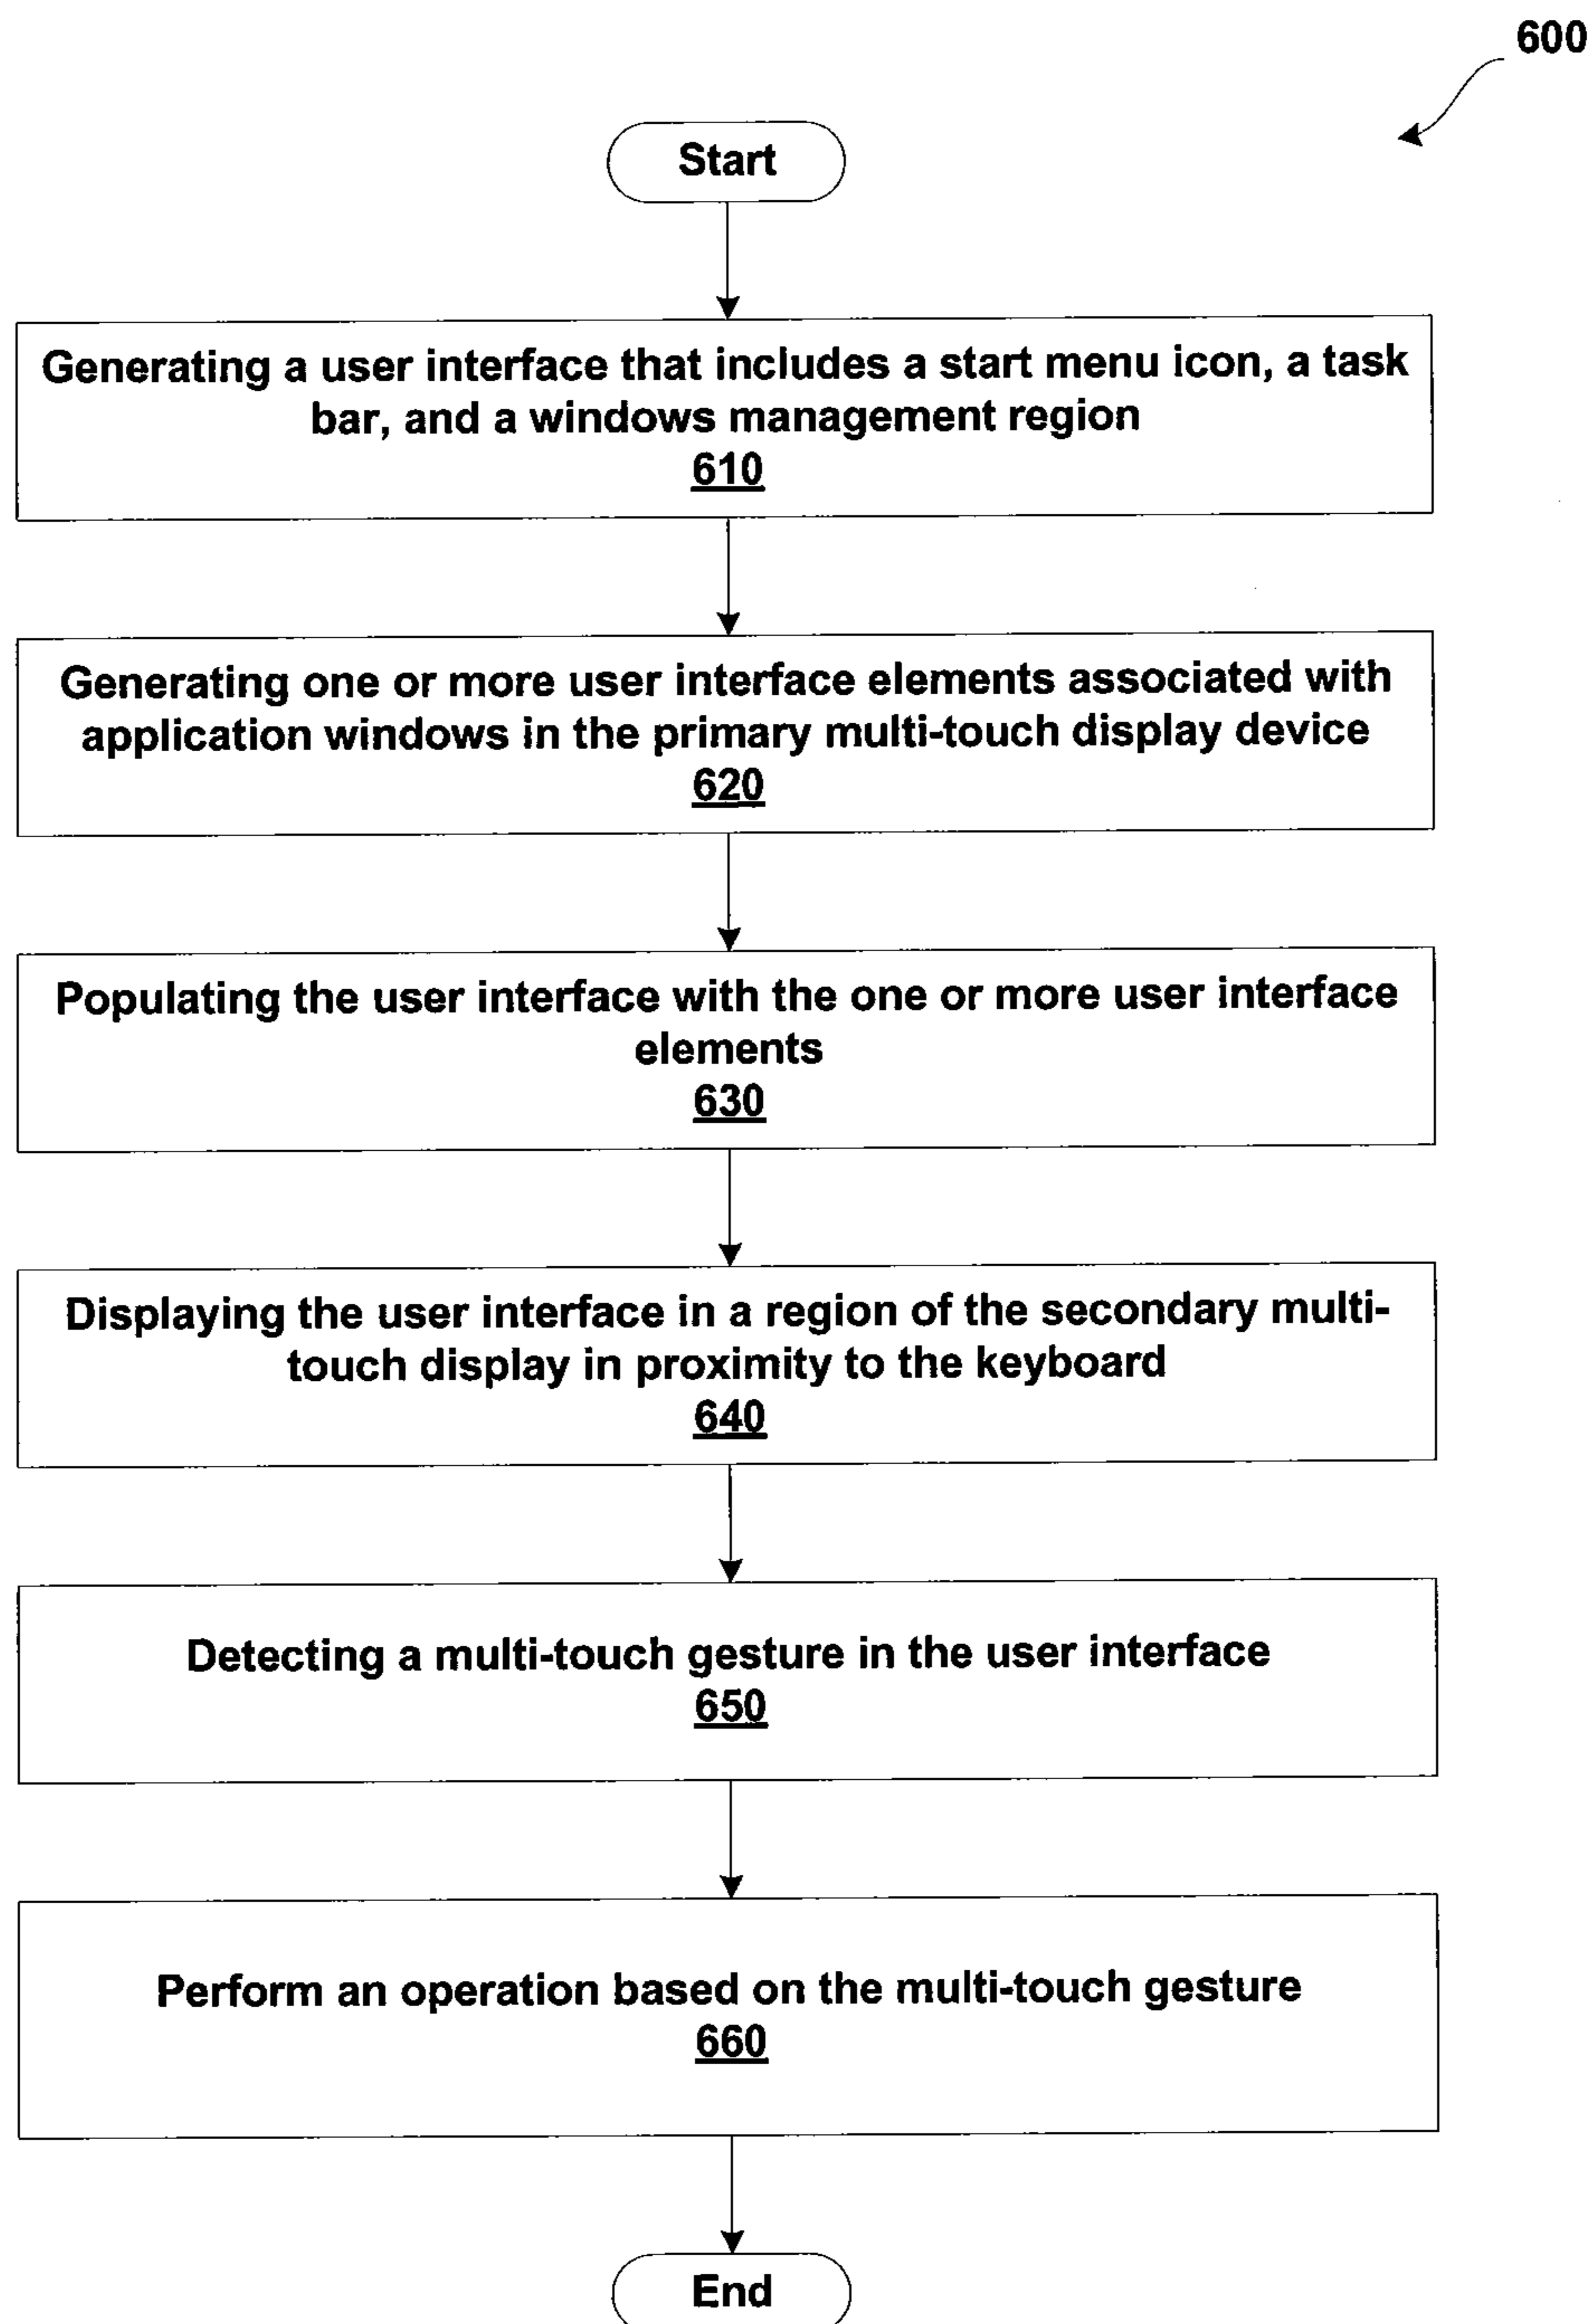 600
Start
Generating a user interface that includes a start menu icon, a task
bar, and a windows management region
610
Generating one or more user interface elements associated with
application windows in the primary multi-touch display device
620
Populating the user interface with the one or more user interface
elements
630
Displaying the user interface in a region of the secondary multi-
touch display in proximity to the keyboard
640
Detecting a multi-touch gesture in the user interface
650
Perform an operation based on the multi-touch gesture
660
End